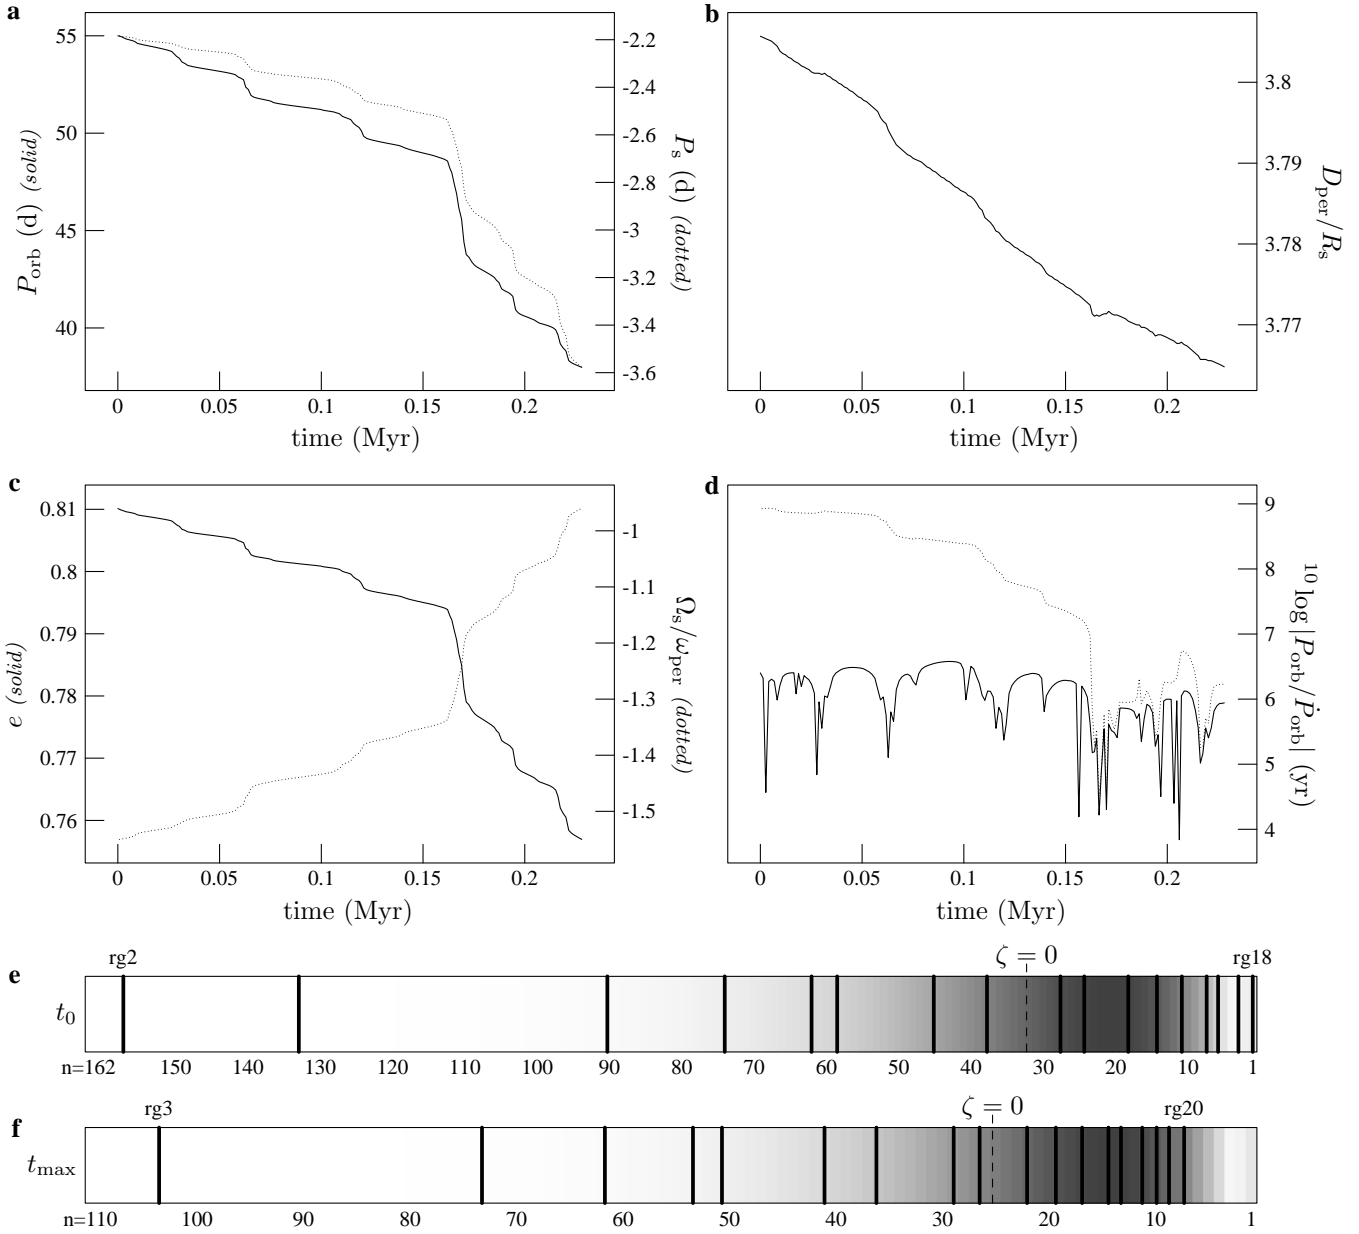 a
b
55
50
45
40
P_orb (d) (solid)
-2.2
-2.4
-2.6
-2.8
-3
-3.2
-3.4
-3.6
P_s (d) (dotted)
3.8
3.79
3.78
3.77
D_per/R_s
0 0.05 0.1 0.15 0.2
time (Myr)
0 0.05 0.1 0.15 0.2
time (Myr)
c
d
0.81
0.8
0.79
0.78
0.77
0.76
e (solid)
-1
-1.1
-1.2
-1.3
-1.4
-1.5
Ω_s/ω_per (dotted)
9
8
7
6
5
4
¹⁰log|P_orb/Ṗ_orb| (yr)
0 0.05 0.1 0.15 0.2
time (Myr)
0 0.05 0.1 0.15 0.2
time (Myr)
rg2 ζ = 0 rg18
e
t₀
n=162 150 140 130 120 110 100 90 80 70 60 50 40 30 20 10 1
rg3 ζ = 0 rg20
f
t_max
n=110 100 90 80 70 60 50 40 30 20 10 1